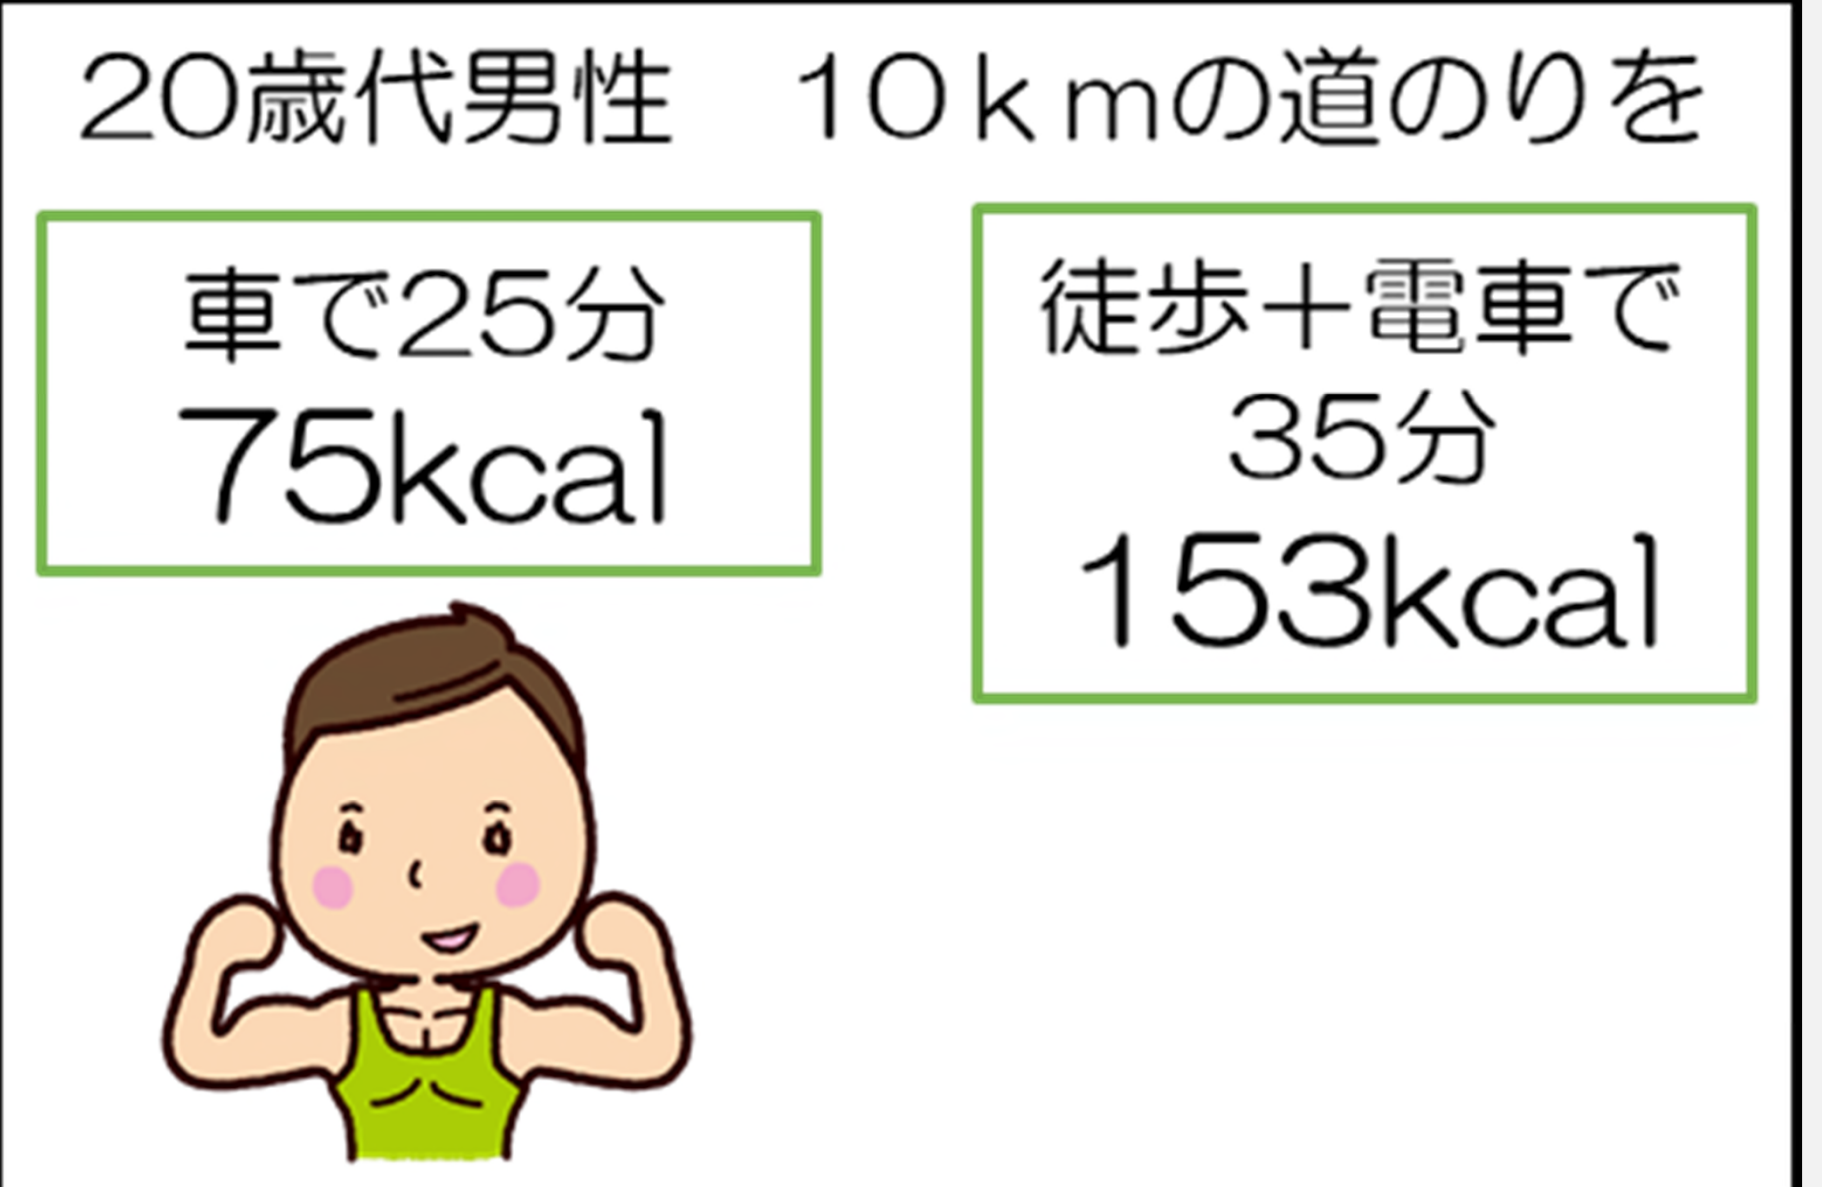 20歳代男性　10kmの道のりを
車で25分
75kcal
徒歩＋電車で
35分
153kcal